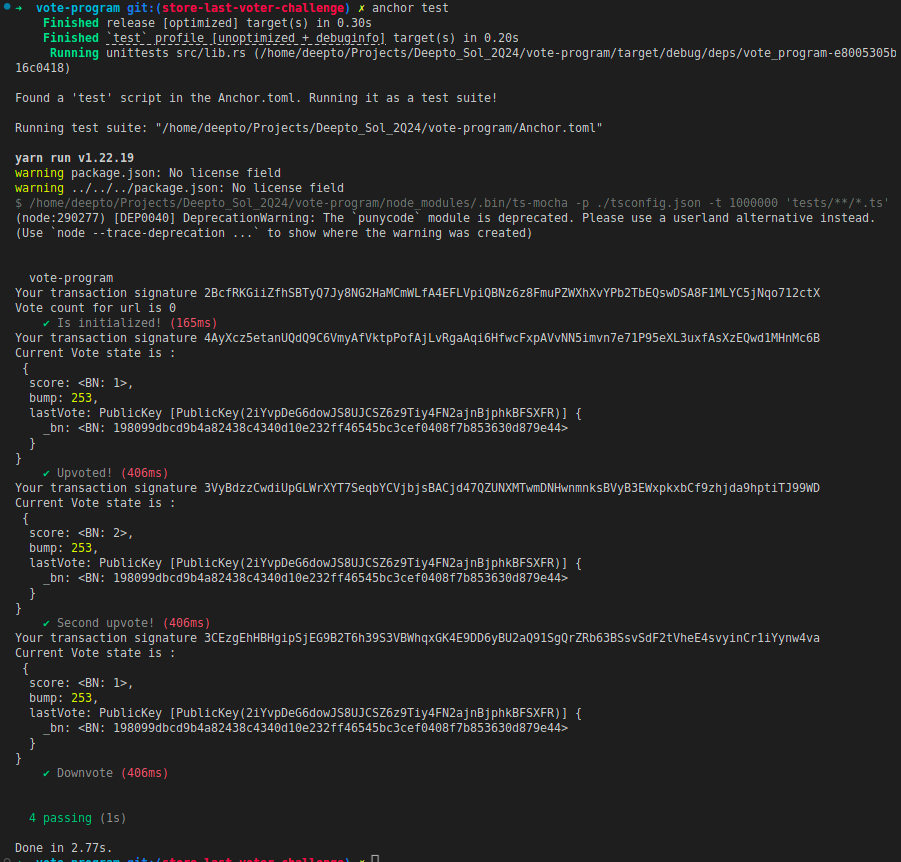 ➜  vote-program git:(store-last-voter-challenge) ✗ anchor test
    Finished release [optimized] target(s) in 0.30s
    Finished `test` profile [unoptimized + debuginfo] target(s) in 0.20s
     Running unittests src/lib.rs (/home/deepto/Projects/Deepto_Sol_2Q24/vote-program/target/debug/deps/vote_program-e8005305b
16c0418)

Found a 'test' script in the Anchor.toml. Running it as a test suite!

Running test suite: "/home/deepto/Projects/Deepto_Sol_2Q24/vote-program/Anchor.toml"

yarn run v1.22.19
warning package.json: No license field
warning ../../../package.json: No license field
$ /home/deepto/Projects/Deepto_Sol_2Q24/vote-program/node_modules/.bin/ts-mocha -p ./tsconfig.json -t 1000000 'tests/**/*.ts'
(node:290277) [DEP0040] DeprecationWarning: The `punycode` module is deprecated. Please use a userland alternative instead.
(Use `node --trace-deprecation ...` to show where the warning was created)

  vote-program
Your transaction signature 2BcfRKGiiZfhSBTyQ7Jy8NG2HaMCmWLfA4EFLVpiQBNz6z8FmuPZWXhXvYPb2TbEQswDSA8F1MLYC5jNqo712ctX
Vote count for url is 0
    ✔ Is initialized! (165ms)
Your transaction signature 4AyXcz5etanUQdQ9C6VmyAfVktpPofAjLvRgaAqi6HfwcFxpAVvNN5imvn7e71P95eXL3uxfAsXzEQwd1MHnMc6B
Current Vote state is :
 {
  score: <BN: 1>,
  bump: 253,
  lastVote: PublicKey [PublicKey(2iYvpDeG6dowJS8UJCSZ6z9Tiy4FN2ajnBjphkBFSXFR)] {
    _bn: <BN: 198099dbcd9b4a82438c4340d10e232ff46545bc3cef0408f7b853630d879e44>
  }
}
    ✔ Upvoted! (406ms)
Your transaction signature 3VyBdzzCwdiUpGLWrXYT7SeqbYCVjbjsBACjd47QZUNXMTwmDNHwnmnksBVyB3EWxpkxbCf9zhjda9hptiTJ99WD
Current Vote state is :
 {
  score: <BN: 2>,
  bump: 253,
  lastVote: PublicKey [PublicKey(2iYvpDeG6dowJS8UJCSZ6z9Tiy4FN2ajnBjphkBFSXFR)] {
    _bn: <BN: 198099dbcd9b4a82438c4340d10e232ff46545bc3cef0408f7b853630d879e44>
  }
}
    ✔ Second upvote! (406ms)
Your transaction signature 3CEzgEhHBHgipSjEG9B2T6h39S3VBWhqxGK4E9DD6yBU2aQ91SgQrZRb63BSsvSdF2tVheE4svyinCr1iYynw4va
Current Vote state is :
 {
  score: <BN: 1>,
  bump: 253,
  lastVote: PublicKey [PublicKey(2iYvpDeG6dowJS8UJCSZ6z9Tiy4FN2ajnBjphkBFSXFR)] {
    _bn: <BN: 198099dbcd9b4a82438c4340d10e232ff46545bc3cef0408f7b853630d879e44>
  }
}
    ✔ Downvote (406ms)

  4 passing (1s)

Done in 2.77s.
➜  vote-program git:(store-last-voter-challenge) ✗